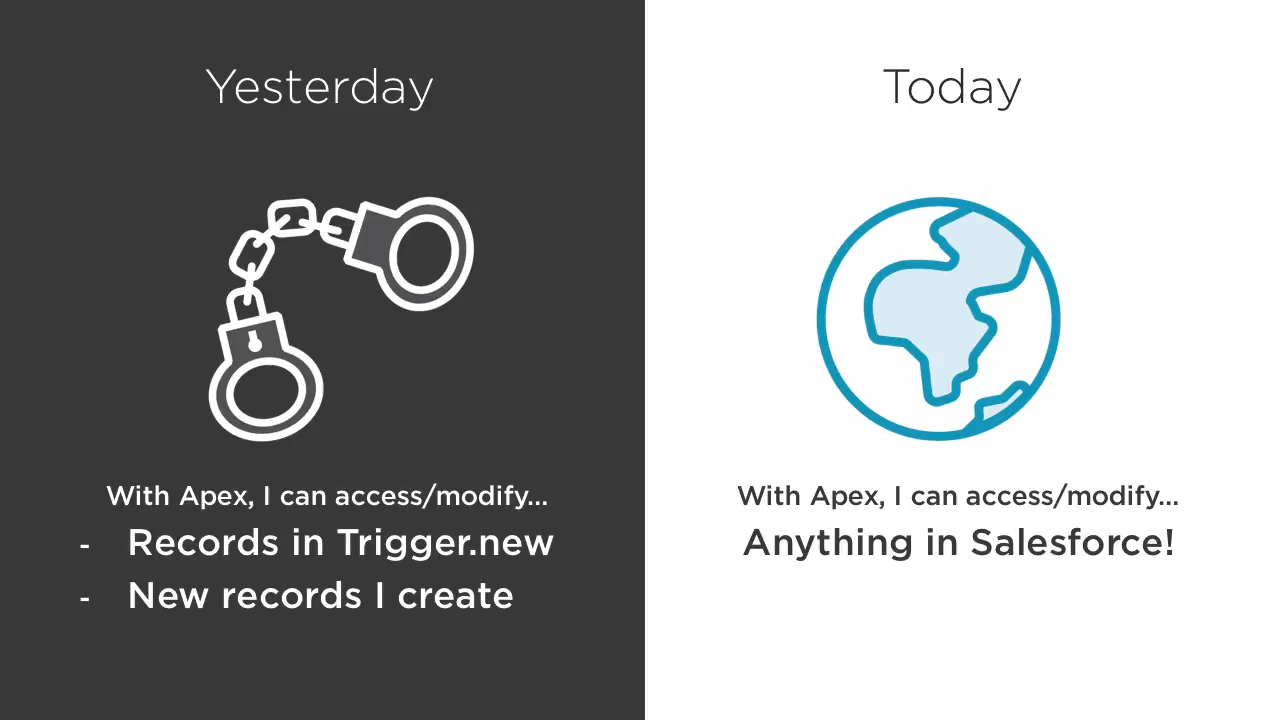 Yesterday
With Apex, I can access/modify...
- Records in Trigger.new
- New records I create
Today
With Apex, I can access/modify...
Anything in Salesforce!